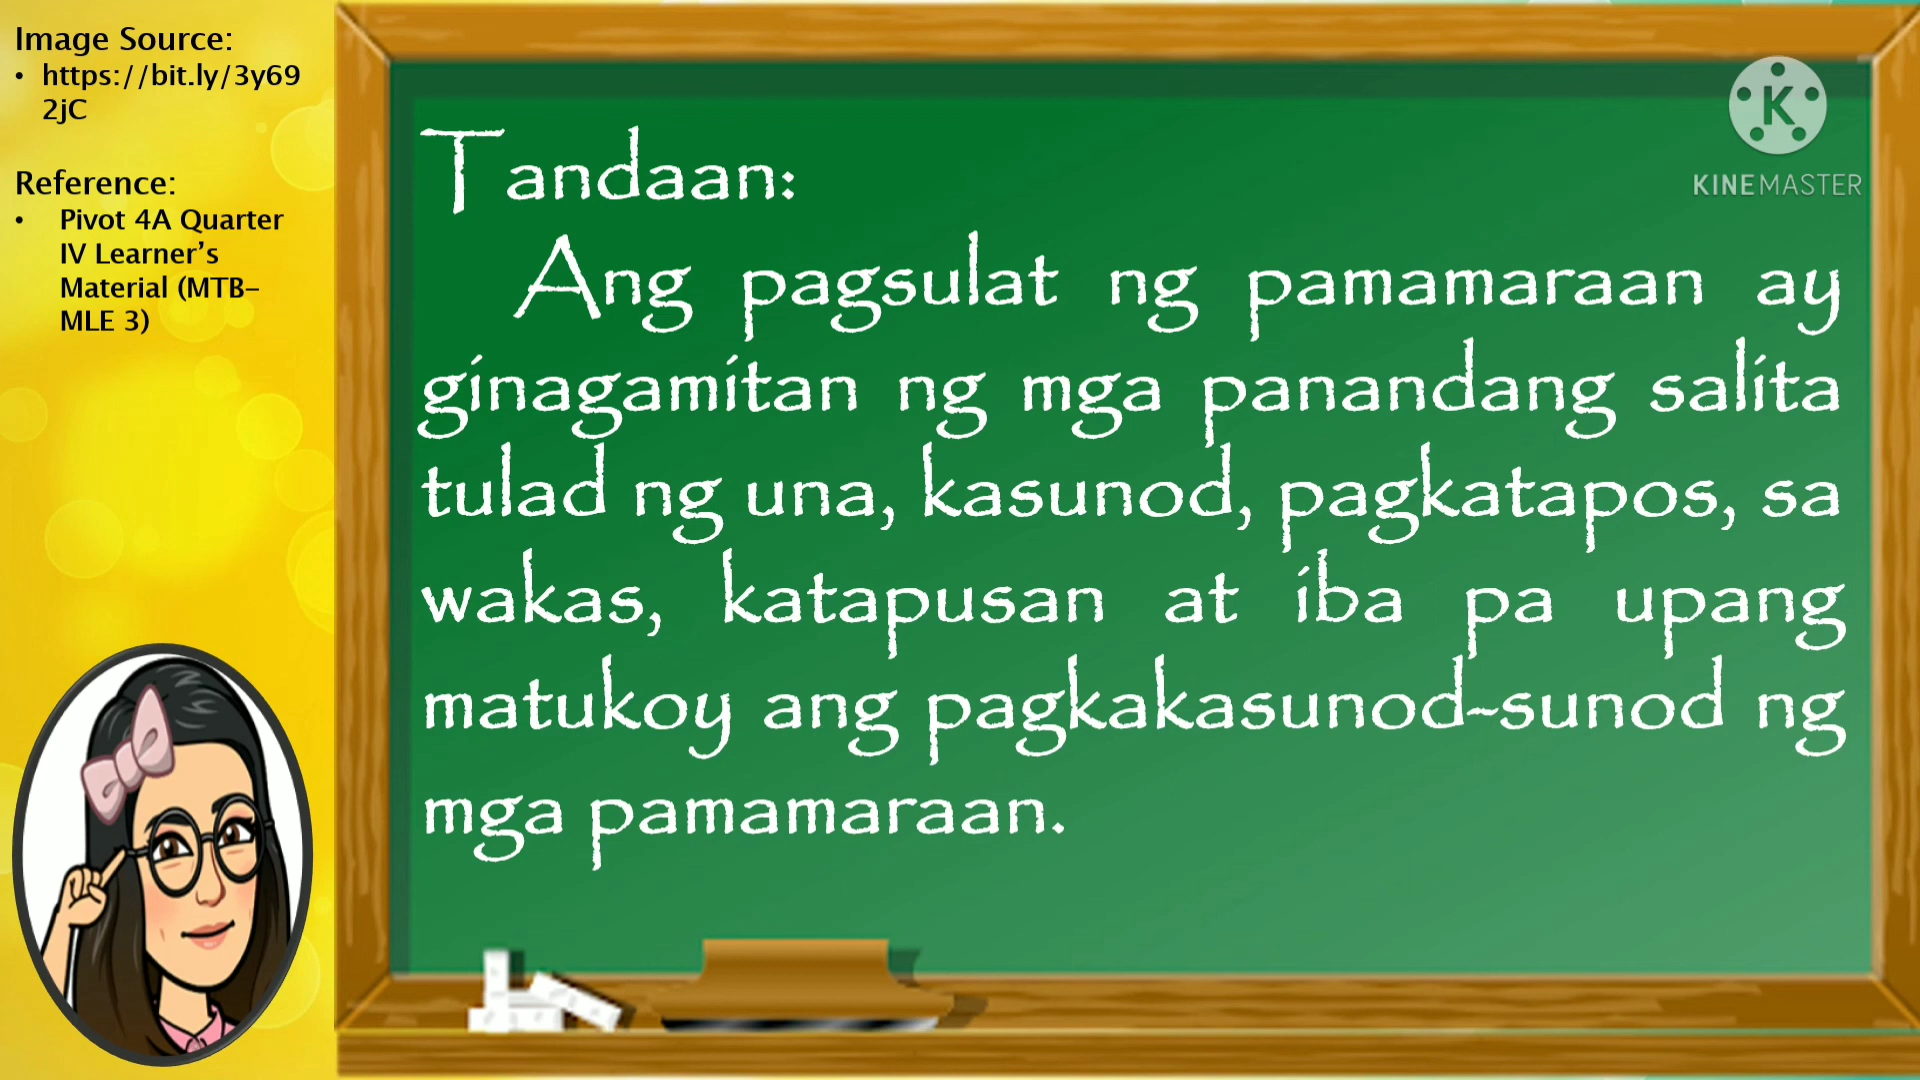 Image Source:
• https://bit.ly/3y69
2jC
Reference:
• Pivot 4A Quarter
IV Learner’s
Material (MTB-
MLE 3)
Tandaan:
Ang pagsulat ng pamamaraan ay
ginagamitan ng mga panandang salita
tulad ng una, kasunod, pagkatapos, sa
wakas, katapusan at iba pa upang
matukoy ang pagkakasunod-sunod ng
mga pamamaraan.
K
KINEMASTER